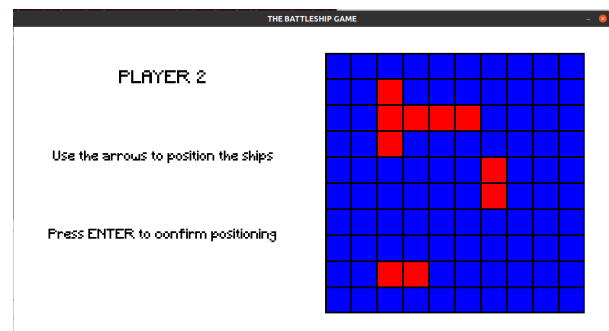 THE BATTLESHIP GAME
PLAYER 2
Use the arrows to position the ships
Press ENTER to confirm positioning